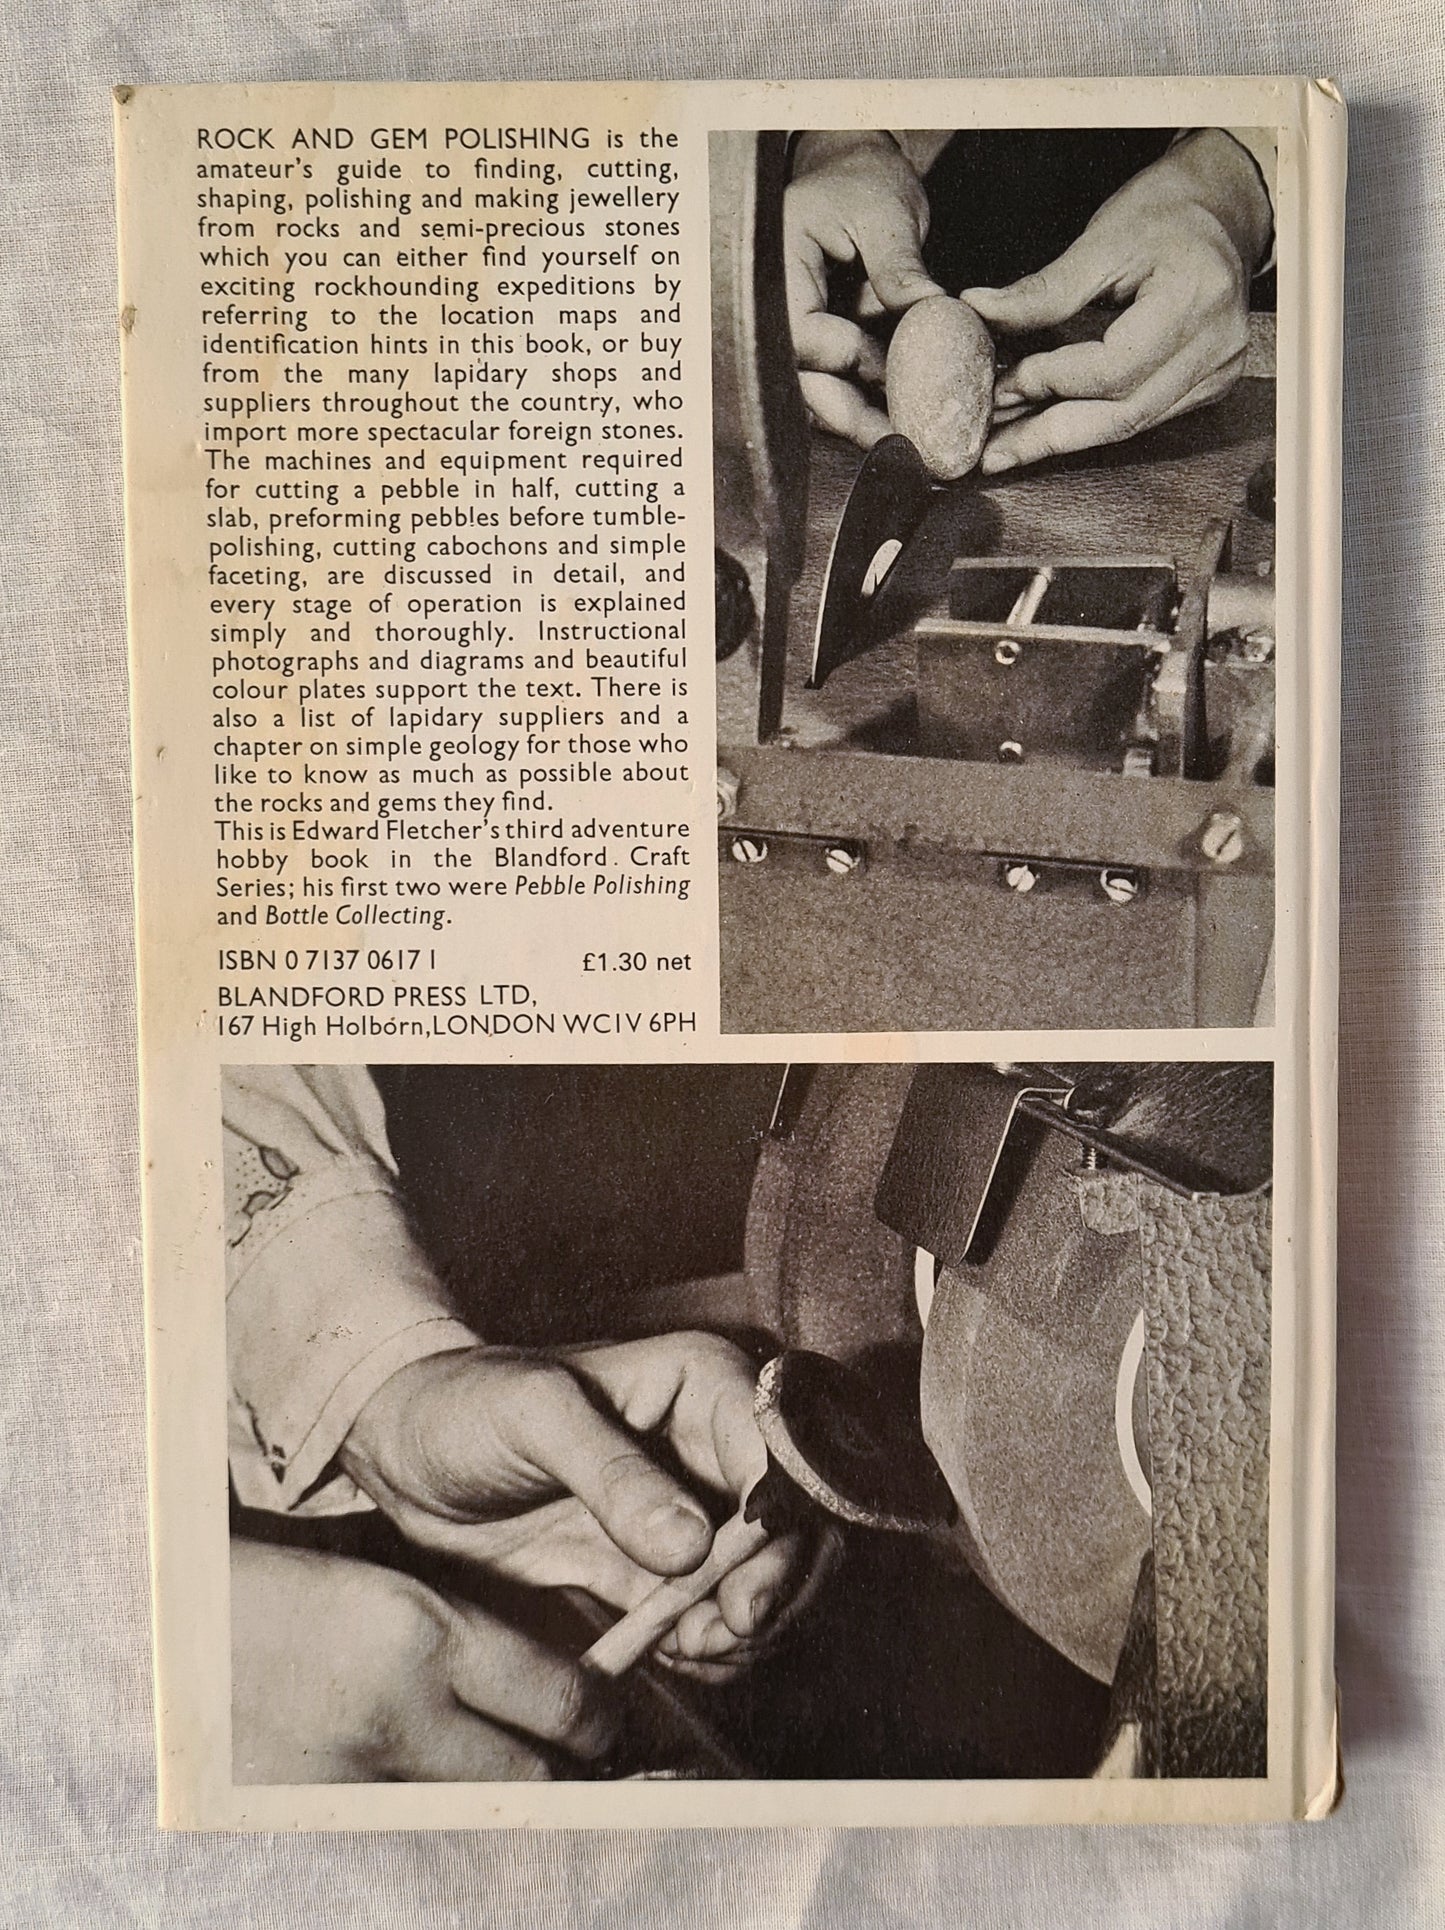 ROCK AND GEM POLISHING is the
amateur's guide to finding, cutting,
shaping, polishing and making jewellery
from rocks and semi-precious stones
which you can either find yourself on
exciting rockhounding expeditions by
referring to the location maps and
identification hints in this book, or buy
from the many lapidary shops and
suppliers throughout the country, who
import more spectacular foreign stones.
The machines and equipment required
for cutting a pebble in half, cutting a
slab, preforming pebbles before tumble-
polishing, cutting cabochons and simple
faceting, are discussed in detail, and
every stage of operation is explained
simply and thoroughly. Instructional
photographs and diagrams and beautiful
colour plates support the text. There is
also a list of lapidary suppliers and a
chapter on simple geology for those who
like to know as much as possible about
the rocks and gems they find.
This is Edward Fletcher's third adventure
hobby book in the Blandford. Craft
Series; his first two were Pebble Polishing
and Bottle Collecting.
ISBN 0 7137 0617 1 £1.30 net
BLANDFORD PRESS LTD,
167 High Holborn, LONDON WC1V 6PH